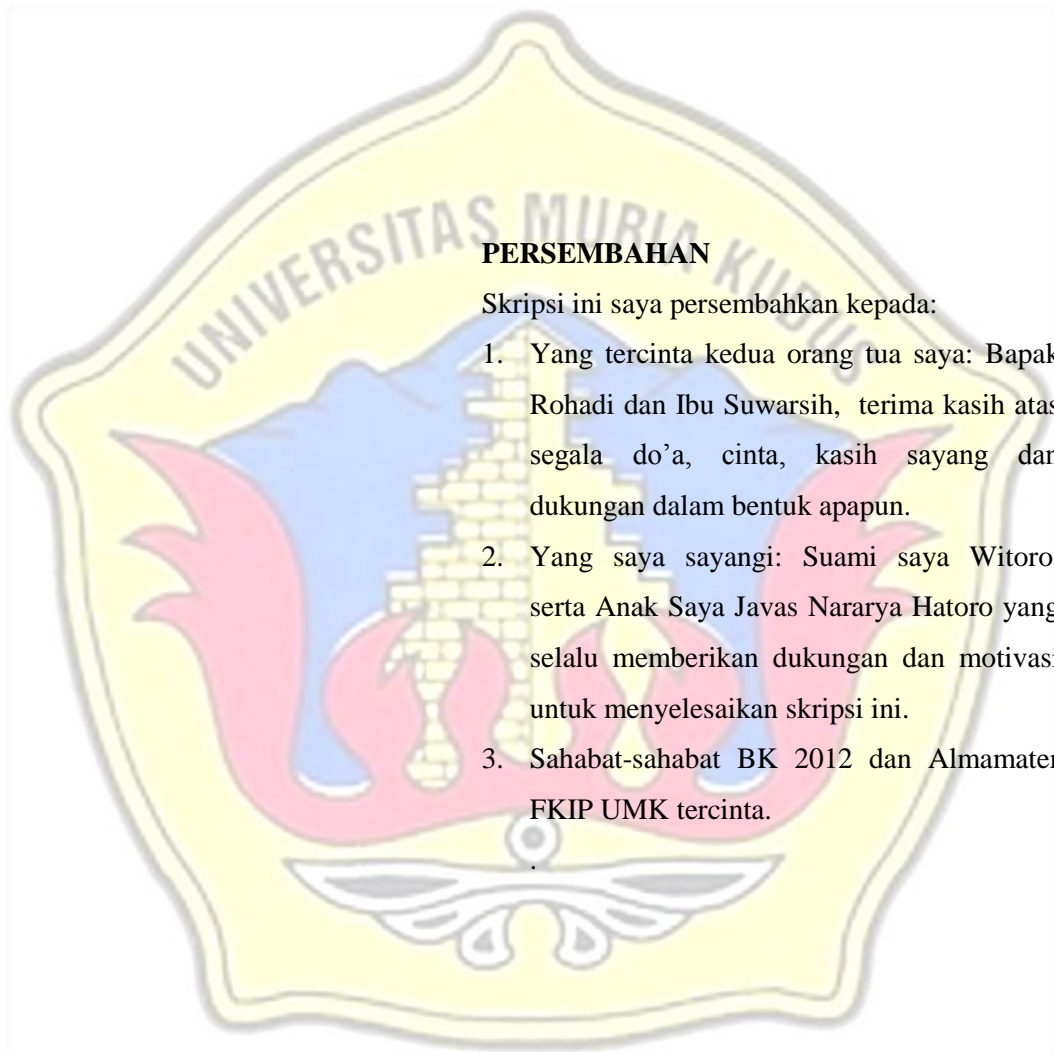 UNIVERSITAS MURIA KUDUS
PERSEMBAHAN
Skripsi ini saya persembahkan kepada:
1. Yang tercinta kedua orang tua saya: Bapak
Rohadi dan Ibu Suwarsih, terima kasih atas
segala do’a, cinta, kasih sayang dan
dukungan dalam bentuk apapun.
2. Yang saya sayangi: Suami saya Witoro
serta Anak Saya Javas Nararya Hatoro yang
selalu memberikan dukungan dan motivasi
untuk menyelesaikan skripsi ini.
3. Sahabat-sahabat BK 2012 dan Almamater
FKIP UMK tercinta.
.